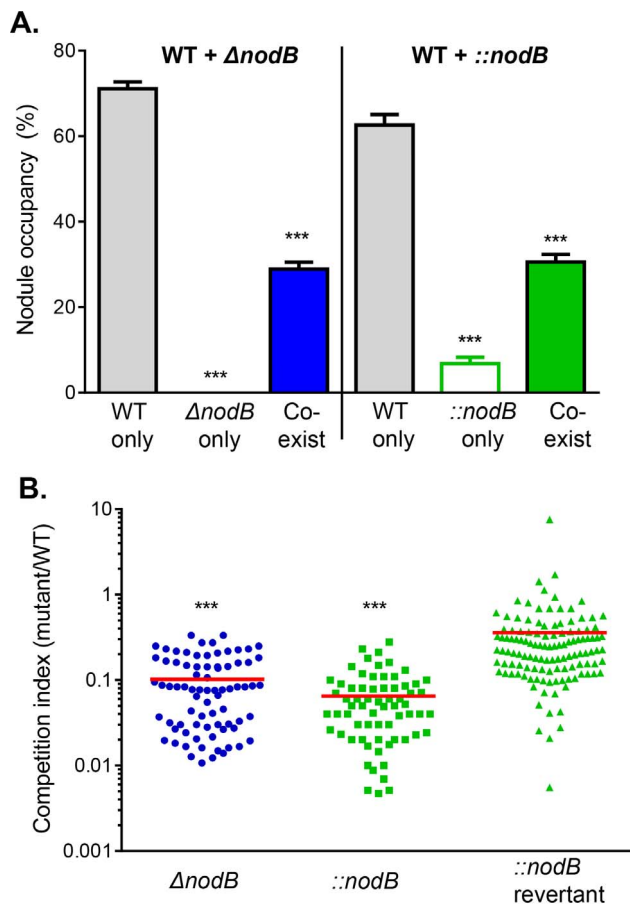 A.
WT + ΔnodB
WT + ::nodB
Nodule occupancy (%)
80
60
40
20
0
***
***
***
***
WT only
ΔnodB only
Co-exist
WT only
::nodB only
Co-exist
B.
Competition index (mutant/WT)
10
1
0.1
0.01
0.001
***
***
ΔnodB
::nodB
::nodB
revertant